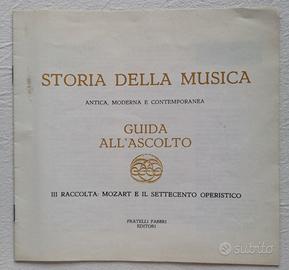 STORIA DELLA MUSICA
ANTICA, MODERNA E CONTEMPORANEA
GUIDA
ALL'ASCOLTO
III RACCOLTA: MOZART E IL SETTECENTO OPERISTICO
FRATELLI FABBRI
EDITORI
subito